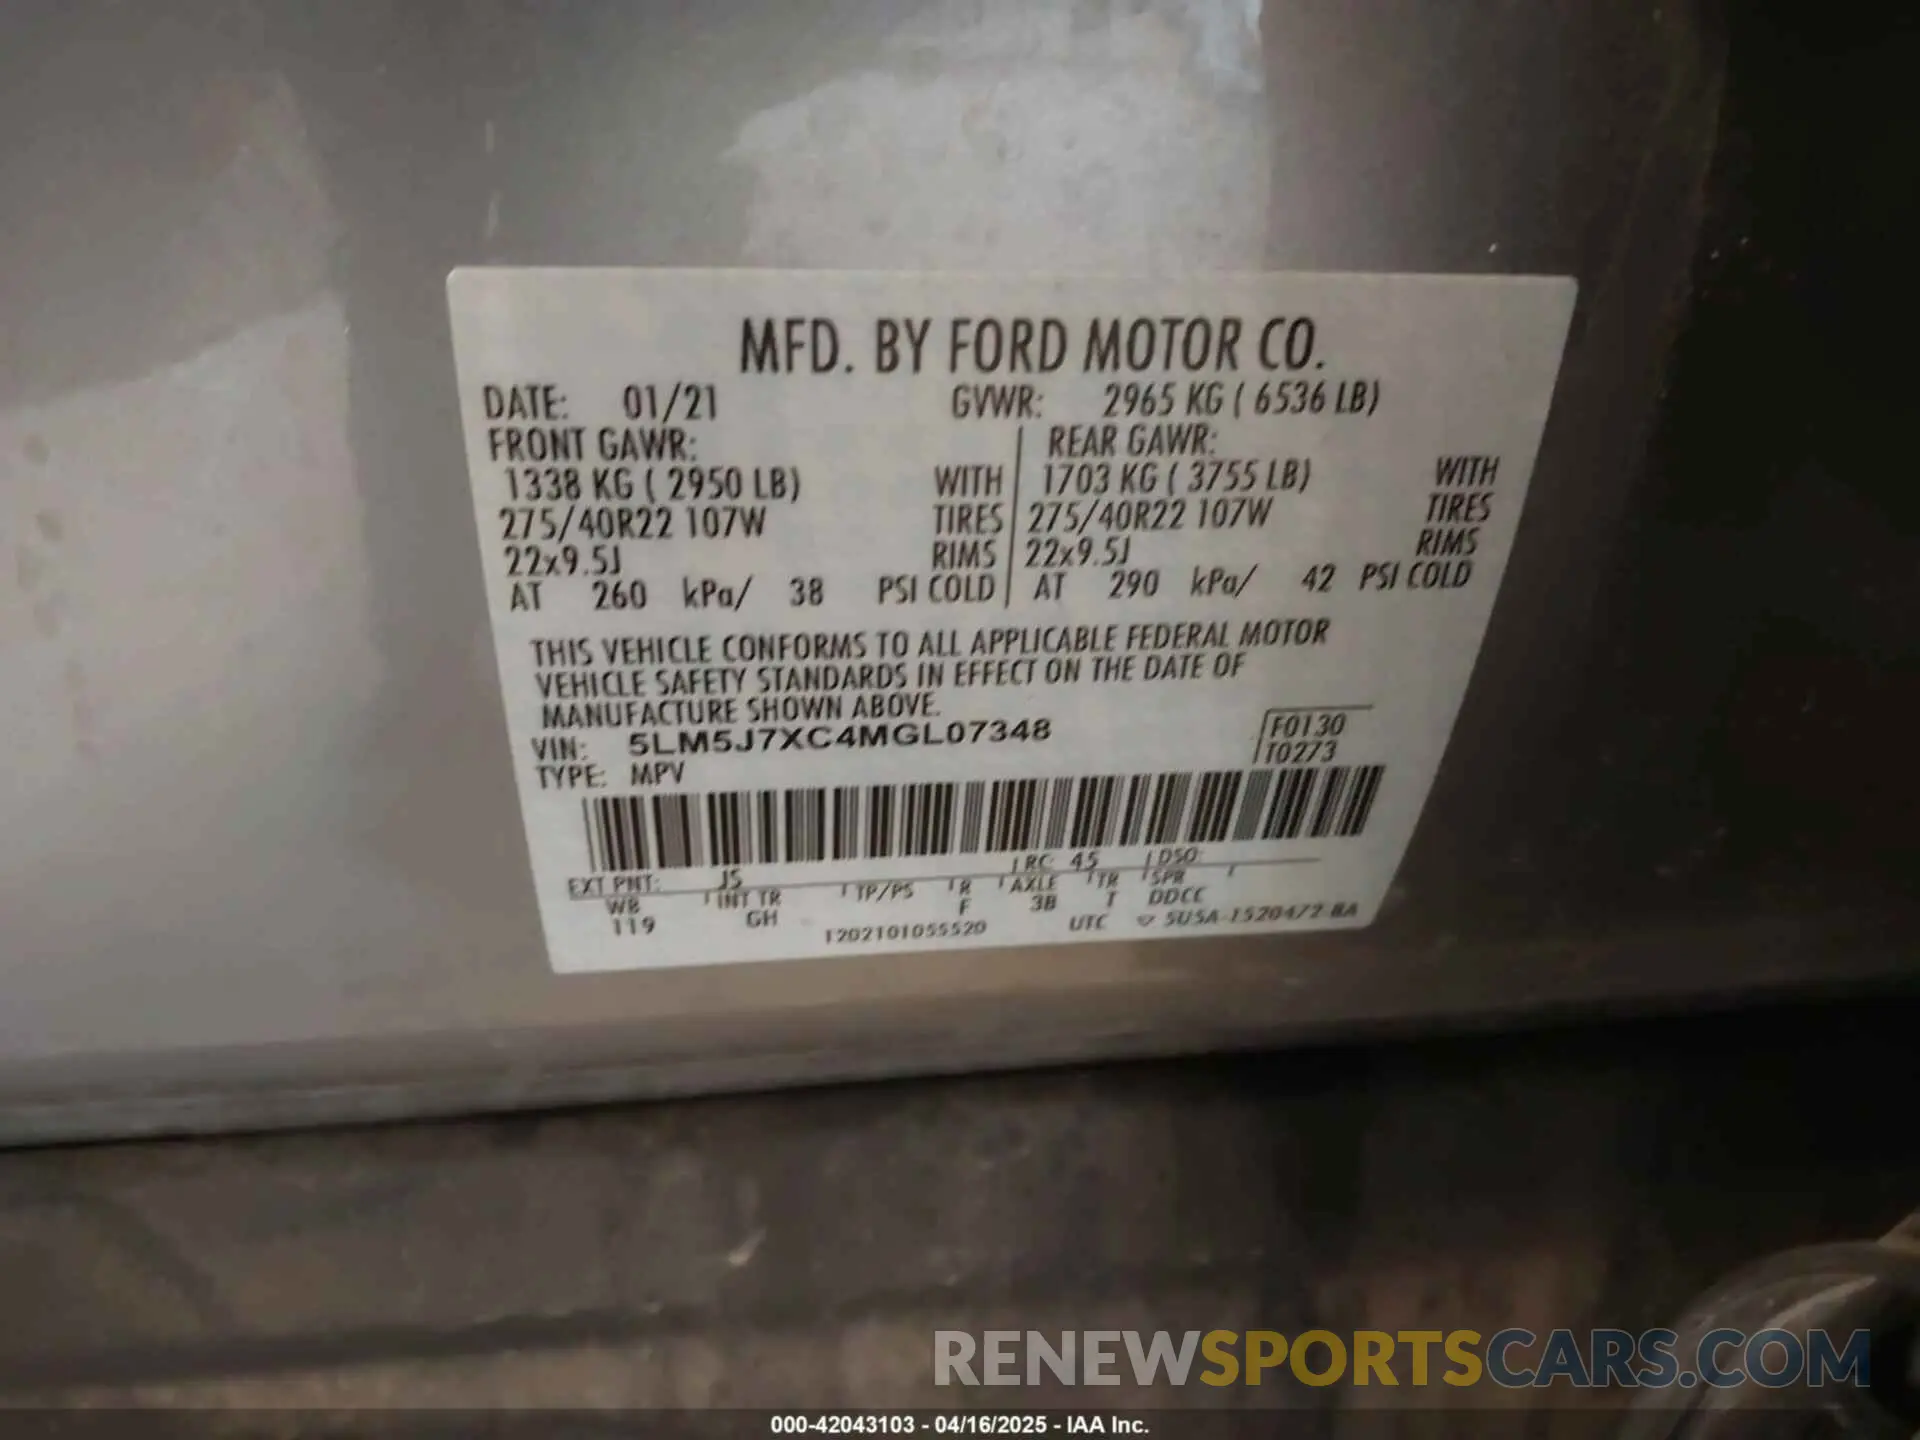 MFD. BY FORD MOTOR CO.
DATE: 01/21 GVWR: 2965 KG ( 6536 LB)
FRONT GAWR: REAR GAWR:
1338 KG ( 2950 LB) WITH 1703 KG ( 3755 LB) WITH
275/40R22 107W TIRES 275/40R22 107W TIRES
22x9.5J RIMS 22x9.5J RIMS
AT 260 kPa/ 38 PSI COLD AT 290 kPa/ 42 PSI COLD
THIS VEHICLE CONFORMS TO ALL APPLICABLE FEDERAL MOTOR
VEHICLE SAFETY STANDARDS IN EFFECT ON THE DATE OF
MANUFACTURE SHOWN ABOVE.
VIN: 5LM5J7XC4MGL07348 F0130
TYPE: MPV T0273
EXT PNT: JS RC: 45 DSO:
WB INT TR TP/PS R AXLE TR SPR
119 GH F 3B T DDCC
1202101055520 UTC 5U5A-1520472-BA
RENEWSPORTSCARS.COM
000-42043103 - 04/16/2025 - IAA Inc.